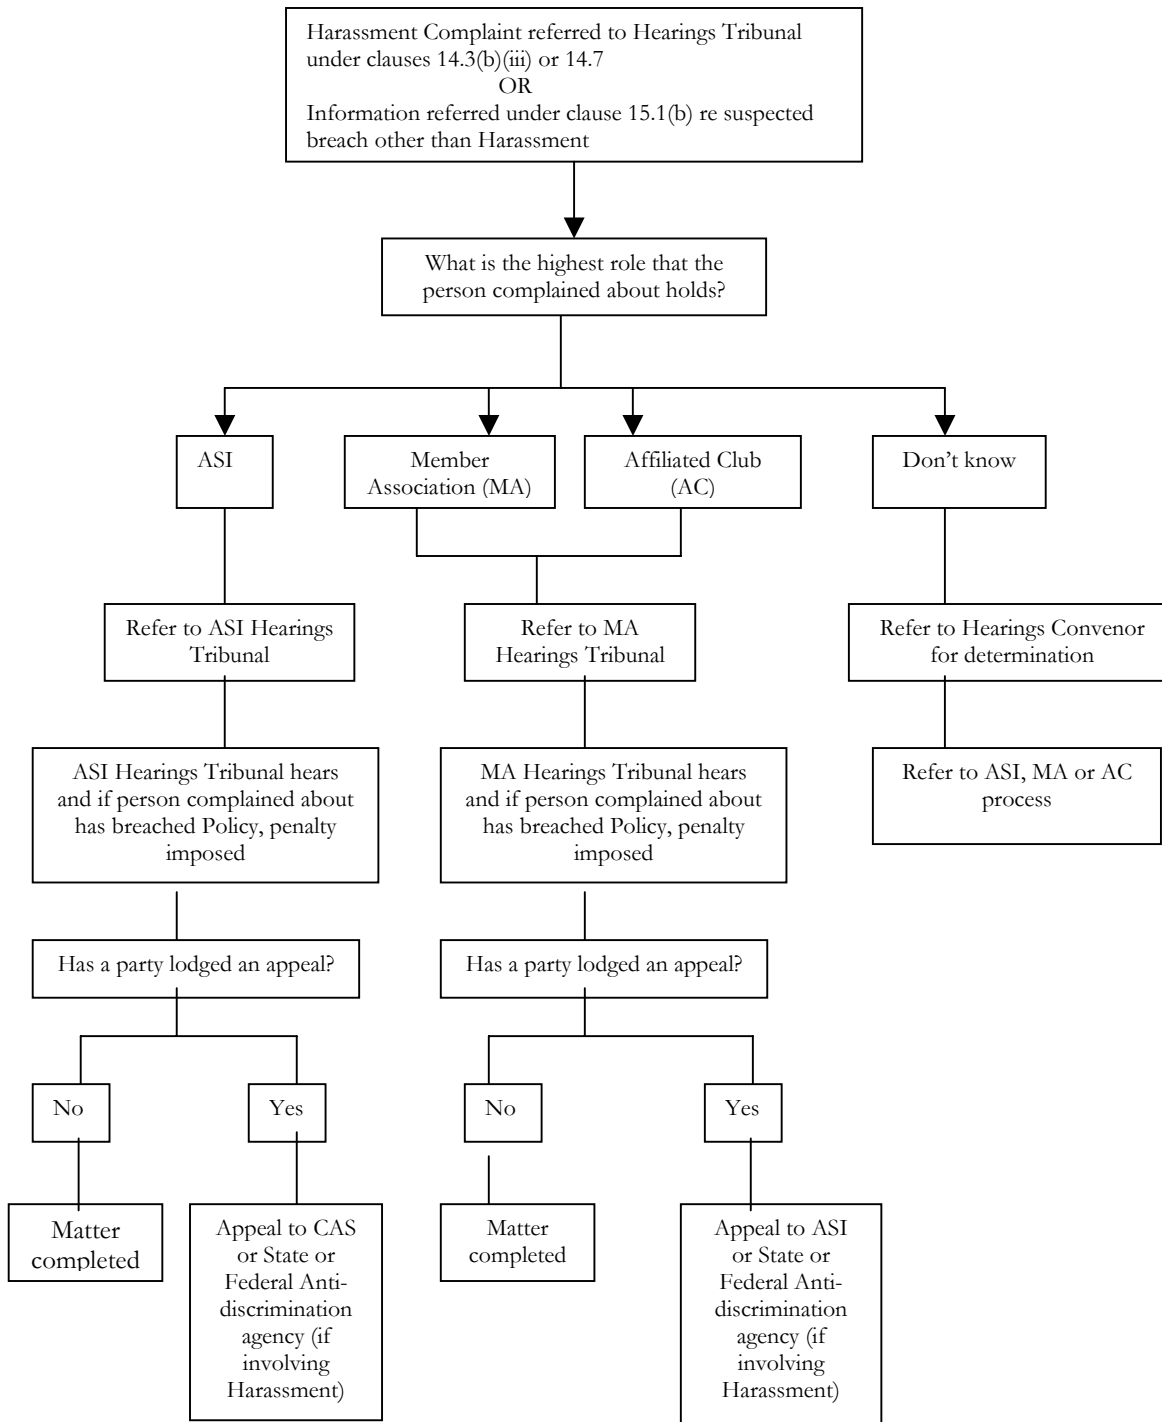 Harassment Complaint referred to Hearings Tribunal
under clauses 14.3(b)(iii) or 14.7
OR
Information referred under clause 15.1(b) re suspected
breach other than Harassment
What is the highest role that the
person complained about holds?
ASI
Member
Association (MA)
Affiliated Club
(AC)
Don't know
Refer to ASI Hearings
Tribunal
Refer to MA
Hearings Tribunal
Refer to Hearings Convenor
for determination
ASI Hearings Tribunal hears
and if person complained about
has breached Policy, penalty
imposed
MA Hearings Tribunal hears
and if person complained about
has breached Policy, penalty
imposed
Refer to ASI, MA or AC
process
Has a party lodged an appeal?
Has a party lodged an appeal?
No
Yes
No
Yes
Matter
completed
Appeal to CAS
or State or
Federal Anti-
discrimination
agency (if
involving
Harassment)
Matter
completed
Appeal to ASI
or State or
Federal Anti-
discrimination
agency (if
involving
Harassment)